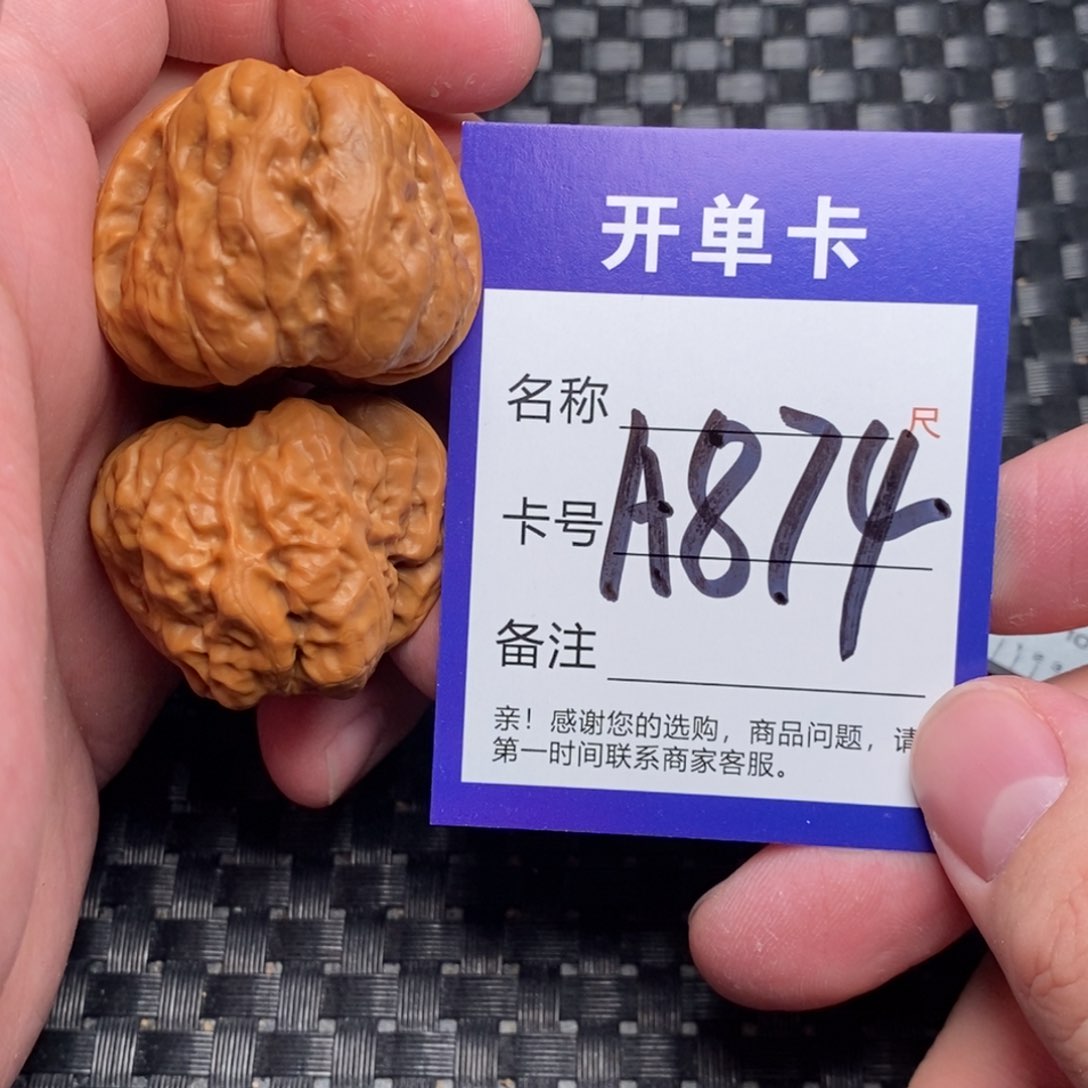 开单卡
名称
尺
卡号 A874
备注
亲！感谢您的选购，商品问题，请
第一时间联系商家客服。